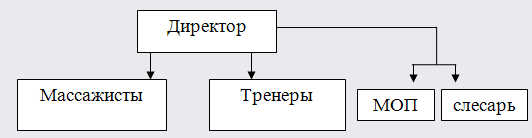 Директор
Массажисты
Тренеры
МОП
слесарь